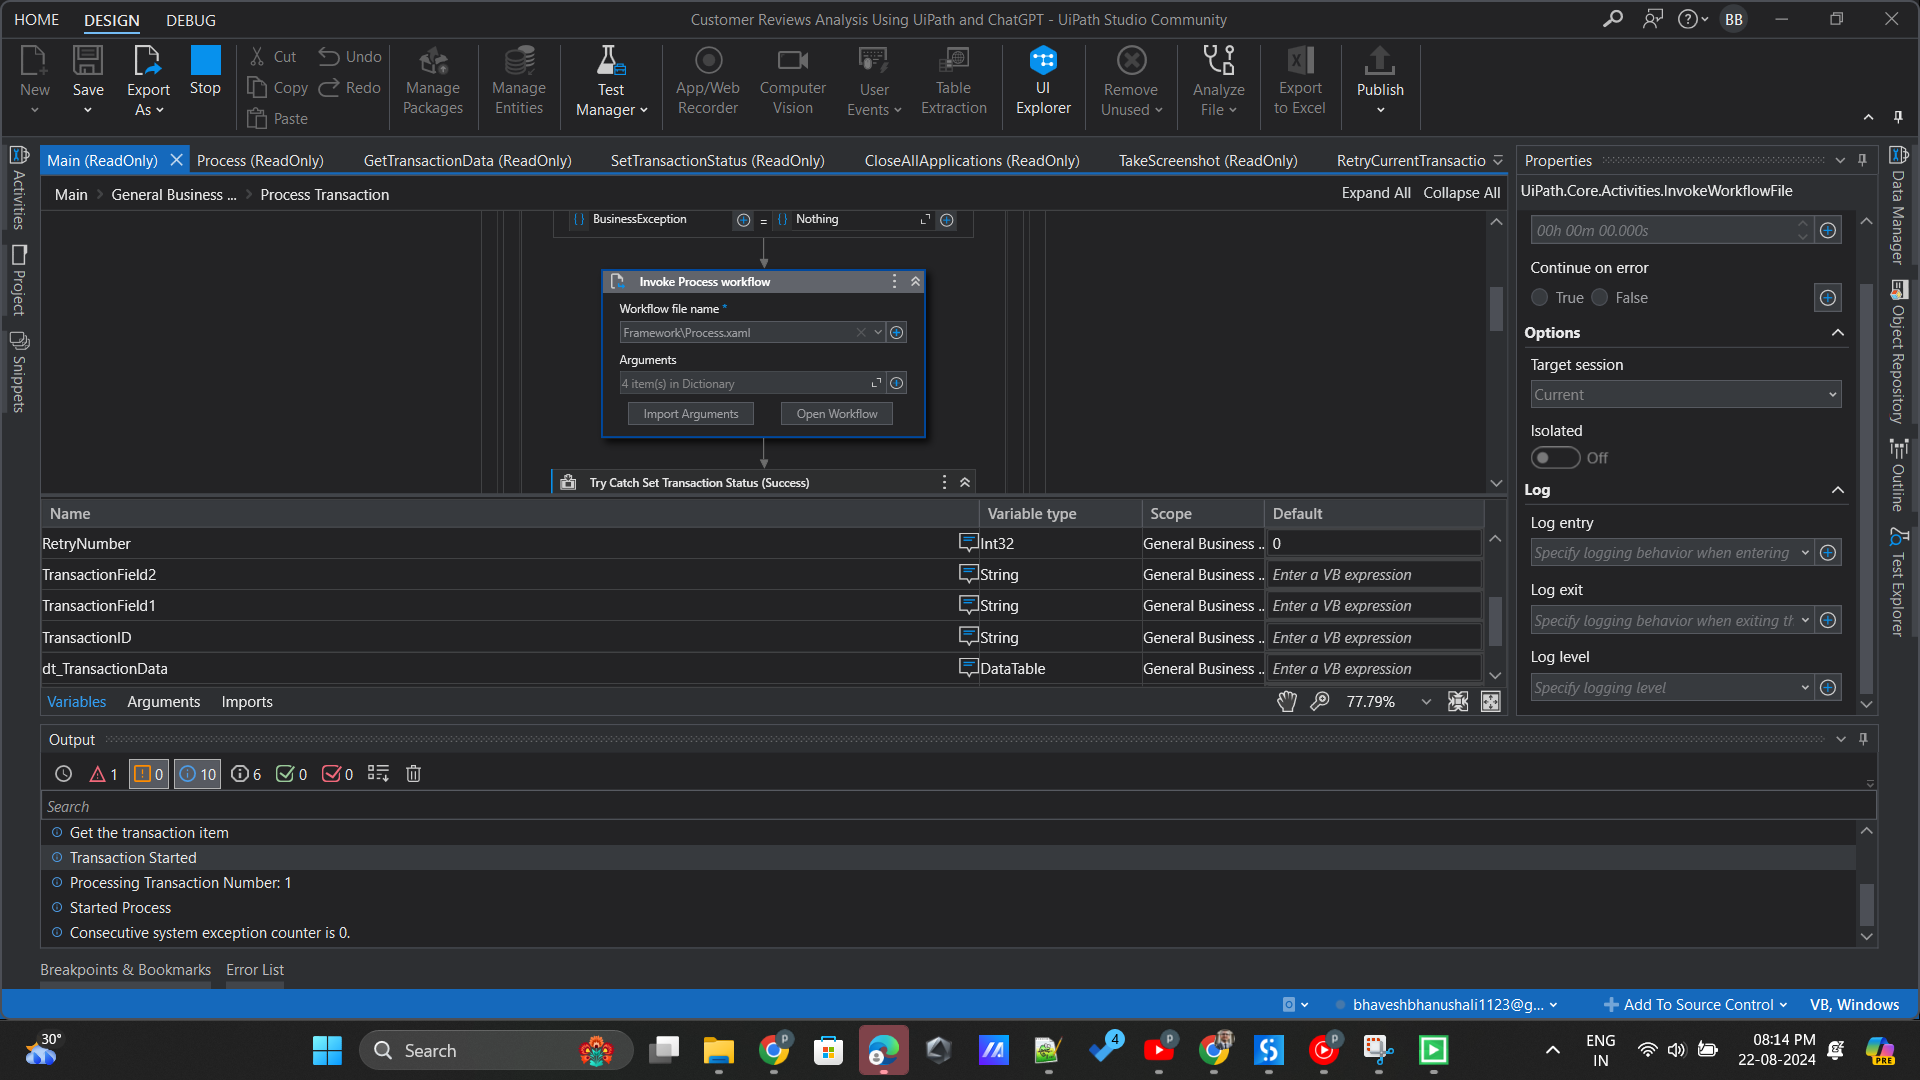 HOME DESIGN DEBUG
Customer Reviews Analysis Using UiPath and ChatGPT - UiPath Studio Community
BB
New
Save
Export As
Stop
Cut
Copy
Paste
Undo
Redo
Manage Packages
Manage Entities
Test Manager
App/Web Recorder
Computer Vision
User Events
Table Extraction
UI Explorer
Remove Unused
Analyze File
Export to Excel
Publish
Activities
Project
Snippets
Main (ReadOnly)
Process (ReadOnly)
GetTransactionData (ReadOnly)
SetTransactionStatus (ReadOnly)
CloseAllApplications (ReadOnly)
TakeScreenshot (ReadOnly)
RetryCurrentTransactio
Main > General Business ... > Process Transaction
Expand All Collapse All
BusinessException = Nothing
Invoke Process workflow
Workflow file name *
Framework\Process.xaml
Arguments
4 item(s) in Dictionary
Import Arguments
Open Workflow
Try Catch Set Transaction Status (Success)
Name Variable type Scope Default
RetryNumber Int32 General Business .. 0
TransactionField2 String General Business .. Enter a VB expression
TransactionField1 String General Business .. Enter a VB expression
TransactionID String General Business .. Enter a VB expression
dt_TransactionData DataTable General Business .. Enter a VB expression
Variables Arguments Imports
77.79%
Properties
UiPath.Core.Activities.InvokeWorkflowFile
00h 00m 00.000s
Continue on error
True False
Options
Target session
Current
Isolated
Off
Log
Log entry
Specify logging behavior when entering
Log exit
Specify logging behavior when exiting th
Log level
Specify logging level
Data Manager
Object Repository
Outline
Test Explorer
Output
1 0 10 6 0 0
Search
Get the transaction item
Transaction Started
Processing Transaction Number: 1
Started Process
Consecutive system exception counter is 0.
Breakpoints & Bookmarks Error List
bhaveshbhanushali1123@g...
Add To Source Control
VB, Windows
30°
Search
P
4
P
P
ENG
IN
08:14 PM
22-08-2024
PRE